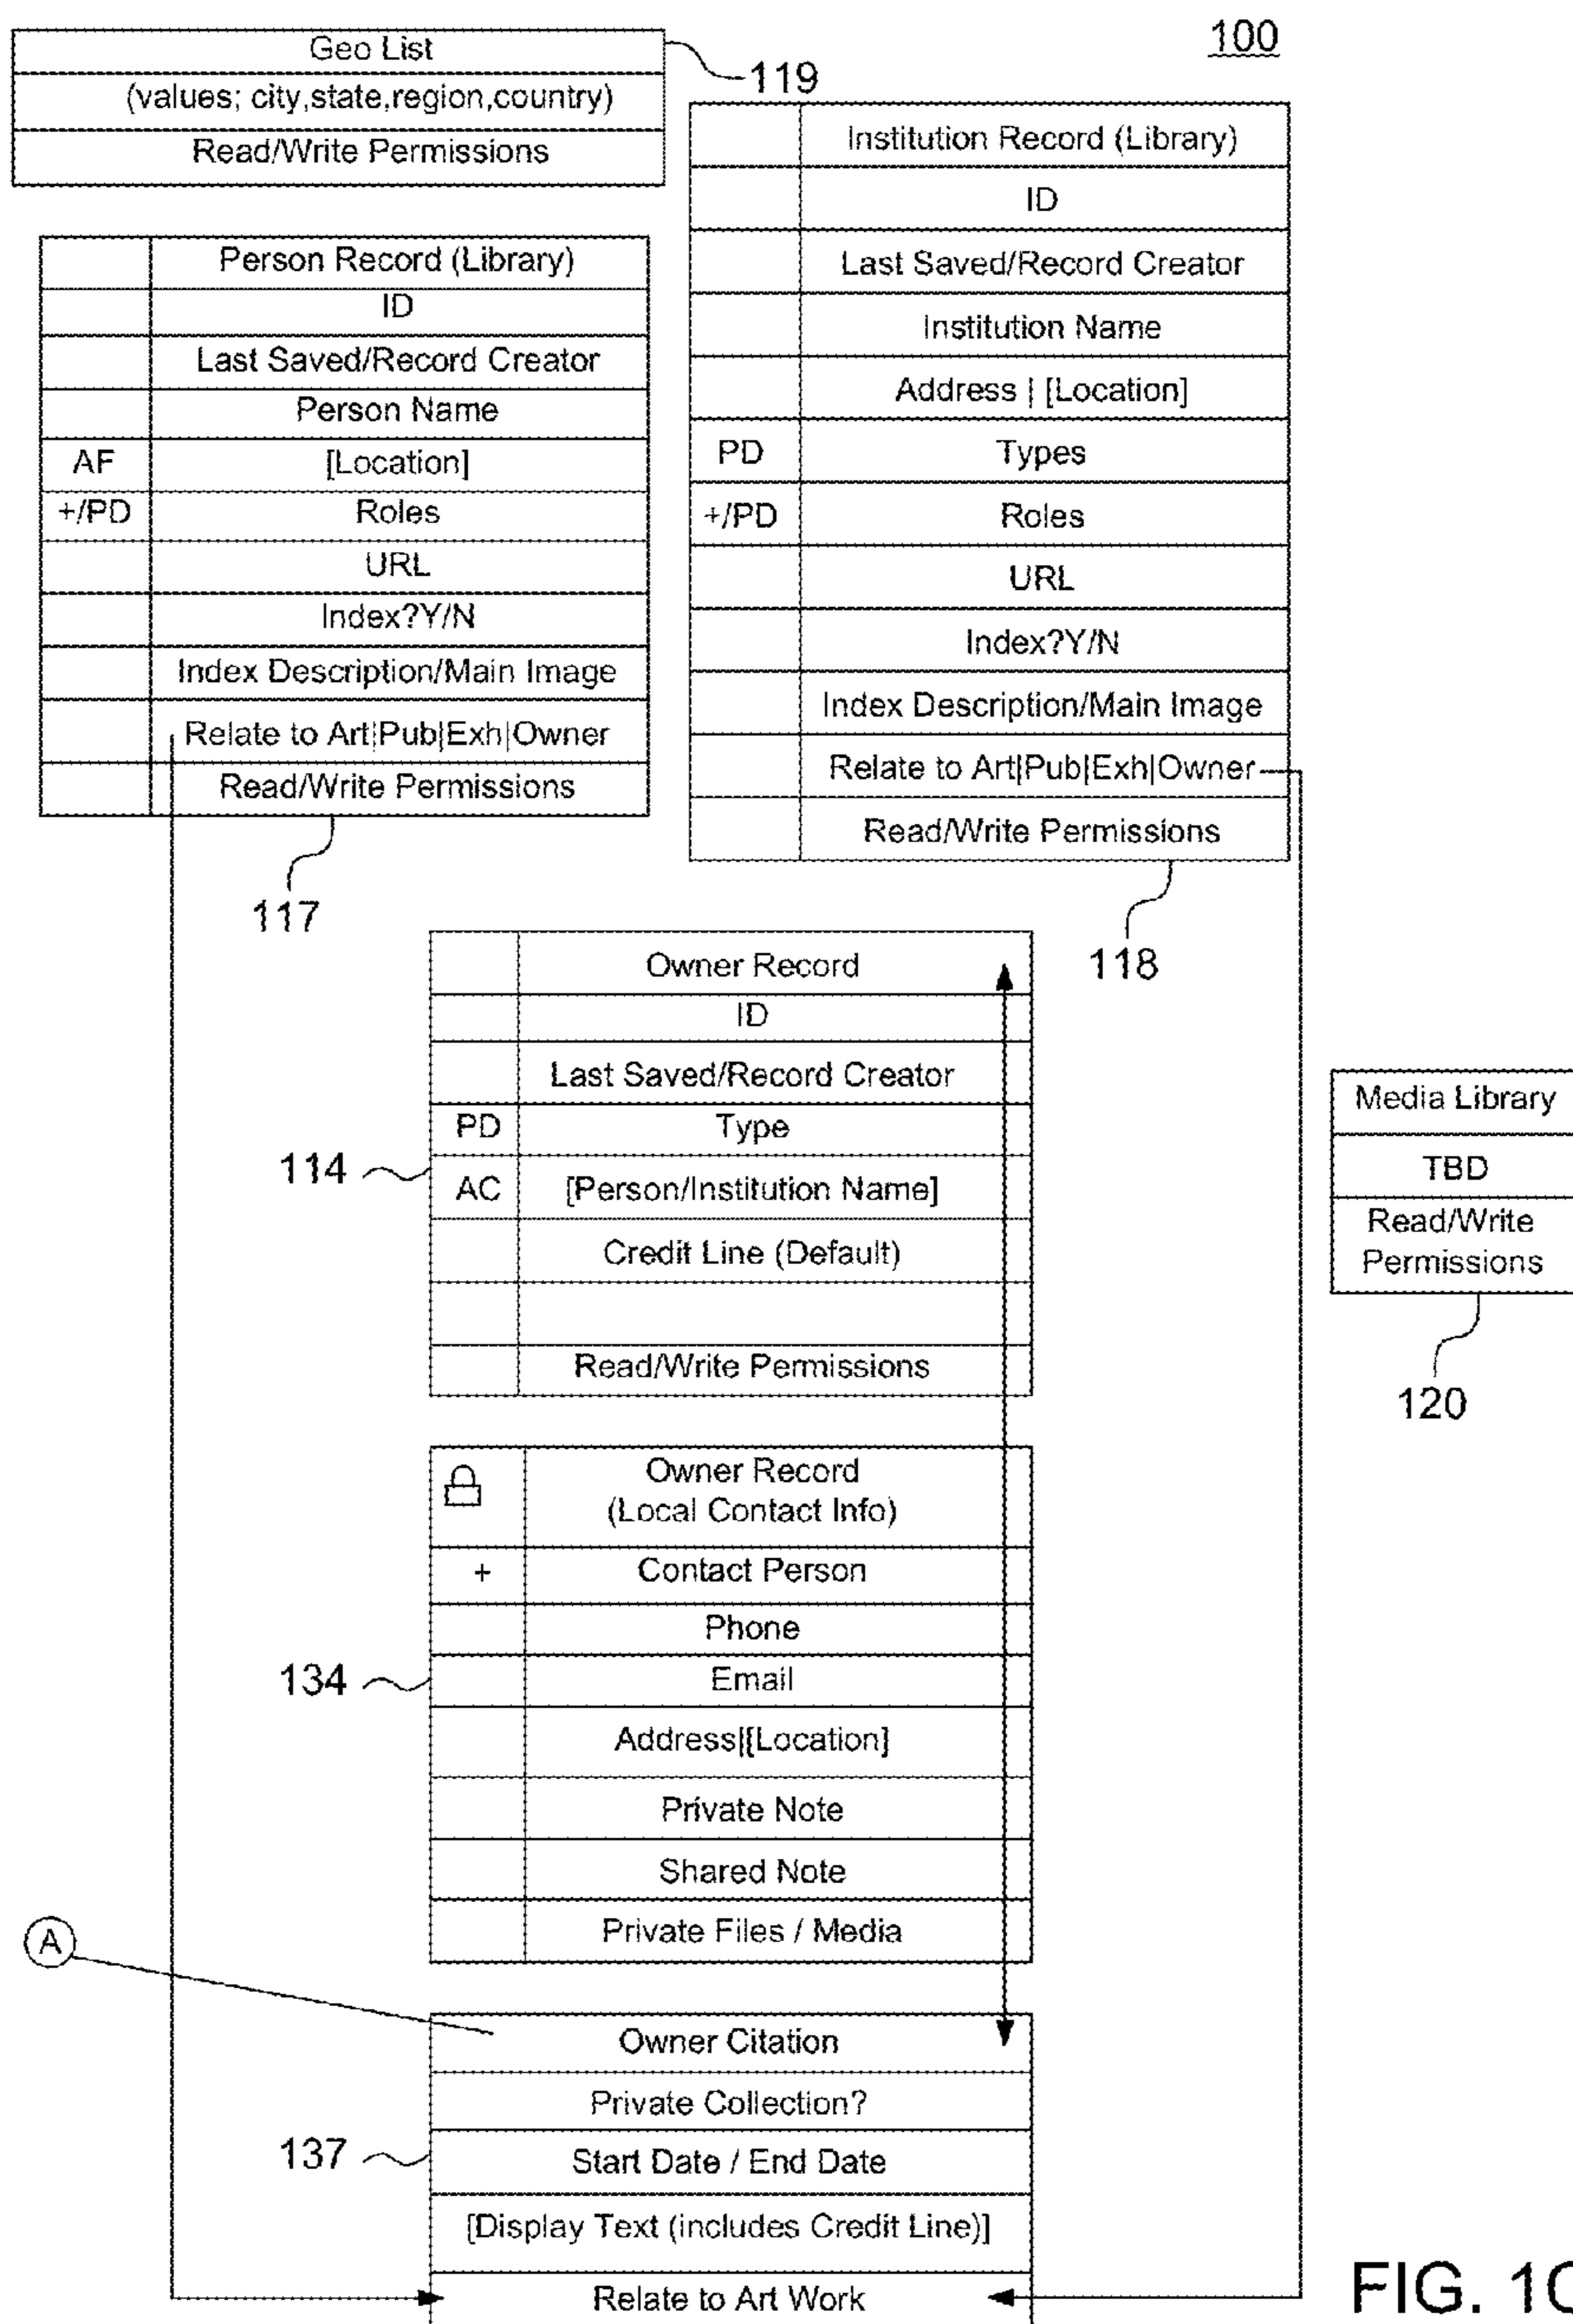 100
Geo List
(values; city,state,region,country)
Read/Write Permissions
119
Person Record (Library)
ID
Last Saved/Record Creator
Person Name
AF [Location]
+/PD Roles
URL
Index?Y/N
Index Description/Main Image
Relate to Art|Pub|Exh|Owner
Read/Write Permissions
117
Institution Record (Library)
ID
Last Saved/Record Creator
Institution Name
Address | [Location]
PD Types
+/PD Roles
URL
Index?Y/N
Index Description/Main Image
Relate to Art|Pub|Exh|Owner
Read/Write Permissions
118
Owner Record
ID
Last Saved/Record Creator
PD Type
114
AC [Person/Institution Name]
Credit Line (Default)
Read/Write Permissions
Media Library
TBD
Read/Write
Permissions
120
Owner Record
(Local Contact Info)
+ Contact Person
Phone
134
Email
Address|[Location]
Private Note
Shared Note
Private Files / Media
A
Owner Citation
Private Collection?
137
Start Date / End Date
[Display Text (includes Credit Line)]
Relate to Art Work
FIG. 1C